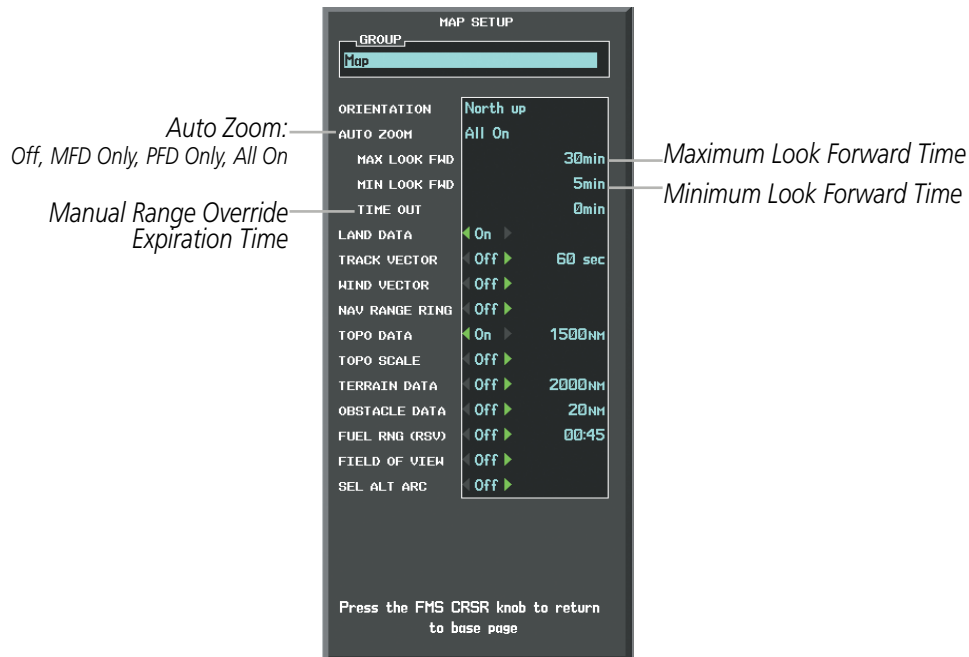 MAP SETUP
GROUP
Map
ORIENTATION North up
Auto Zoom:
Off, MFD Only, PFD Only, All On
AUTO ZOOM All On
MAX LOOK FWD 30min
Maximum Look Forward Time
MIN LOOK FWD 5min
Minimum Look Forward Time
Manual Range Override
Expiration Time
TIME OUT 0min
LAND DATA On
TRACK VECTOR Off 60 sec
WIND VECTOR Off
NAV RANGE RING Off
TOPO DATA On 1500NM
TOPO SCALE Off
TERRAIN DATA Off 2000NM
OBSTACLE DATA Off 20NM
FUEL RNG (RSV) Off 00:45
FIELD OF VIEW Off
SEL ALT ARC Off
Press the FMS CRSR knob to return
to base page